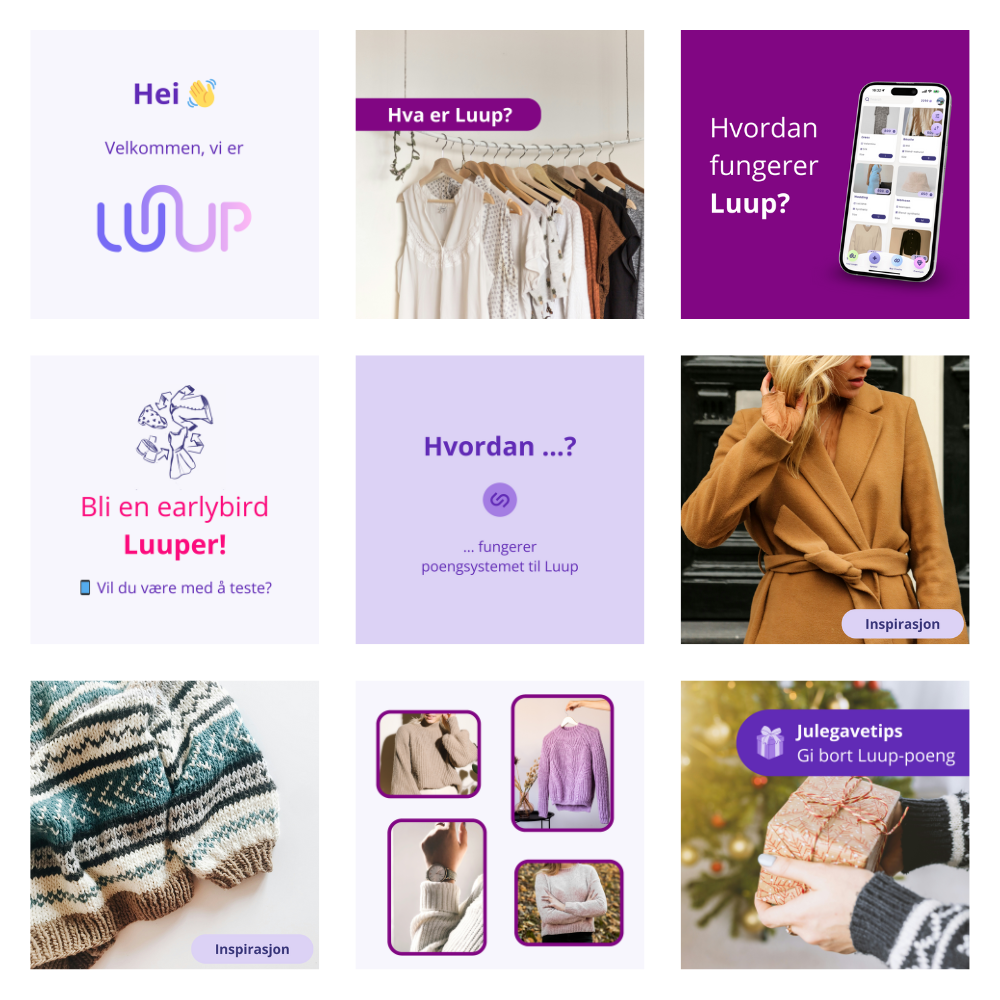 Hei 👋
Velkommen, vi er
LUUP
Hva er Luup?
Hvordan
fungerer
Luup?
Bli en earlybird
Luuper!
📱 Vil du være med å teste?
Hvordan ...?
... fungerer
poengsystemet til Luup
Inspirasjon
Inspirasjon
Julegavetips
Gi bort Luup-poeng